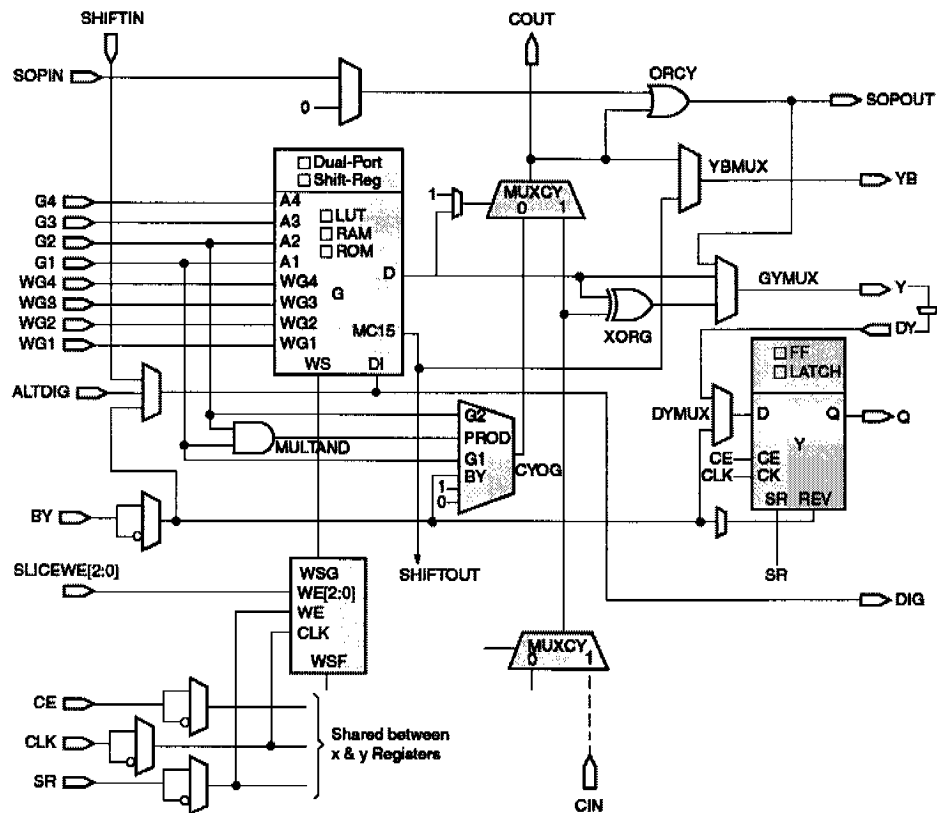 SHIFTIN
COUT
SOPIN
ORCY
0
SOPOUT
Dual-Port
Shift-Reg
YBMUX
YB
1
MUXCY
0 1
G4
G3
G2
G1
WG4
WG3
WG2
WG1
A4
A3
A2
A1
WG4
WG3
WG2
WG1
LUT
RAM
ROM
G
D
MC15
WS
DI
GYMUX
Y
XORG
DY
FF
LATCH
ALTDIG
DYMUX
D
Q
Q
Y
CE
CE
CLK
CK
SR
REV
MULTAND
G2
PROD
G1
BY
1
0
CYOG
BY
SHIFTOUT
SR
SLICEWE[2:0]
WSG
WE[2:0]
WE
CLK
WSF
DIG
MUXCY
0 1
CE
CLK
SR
Shared between
x & y Registers
CIN